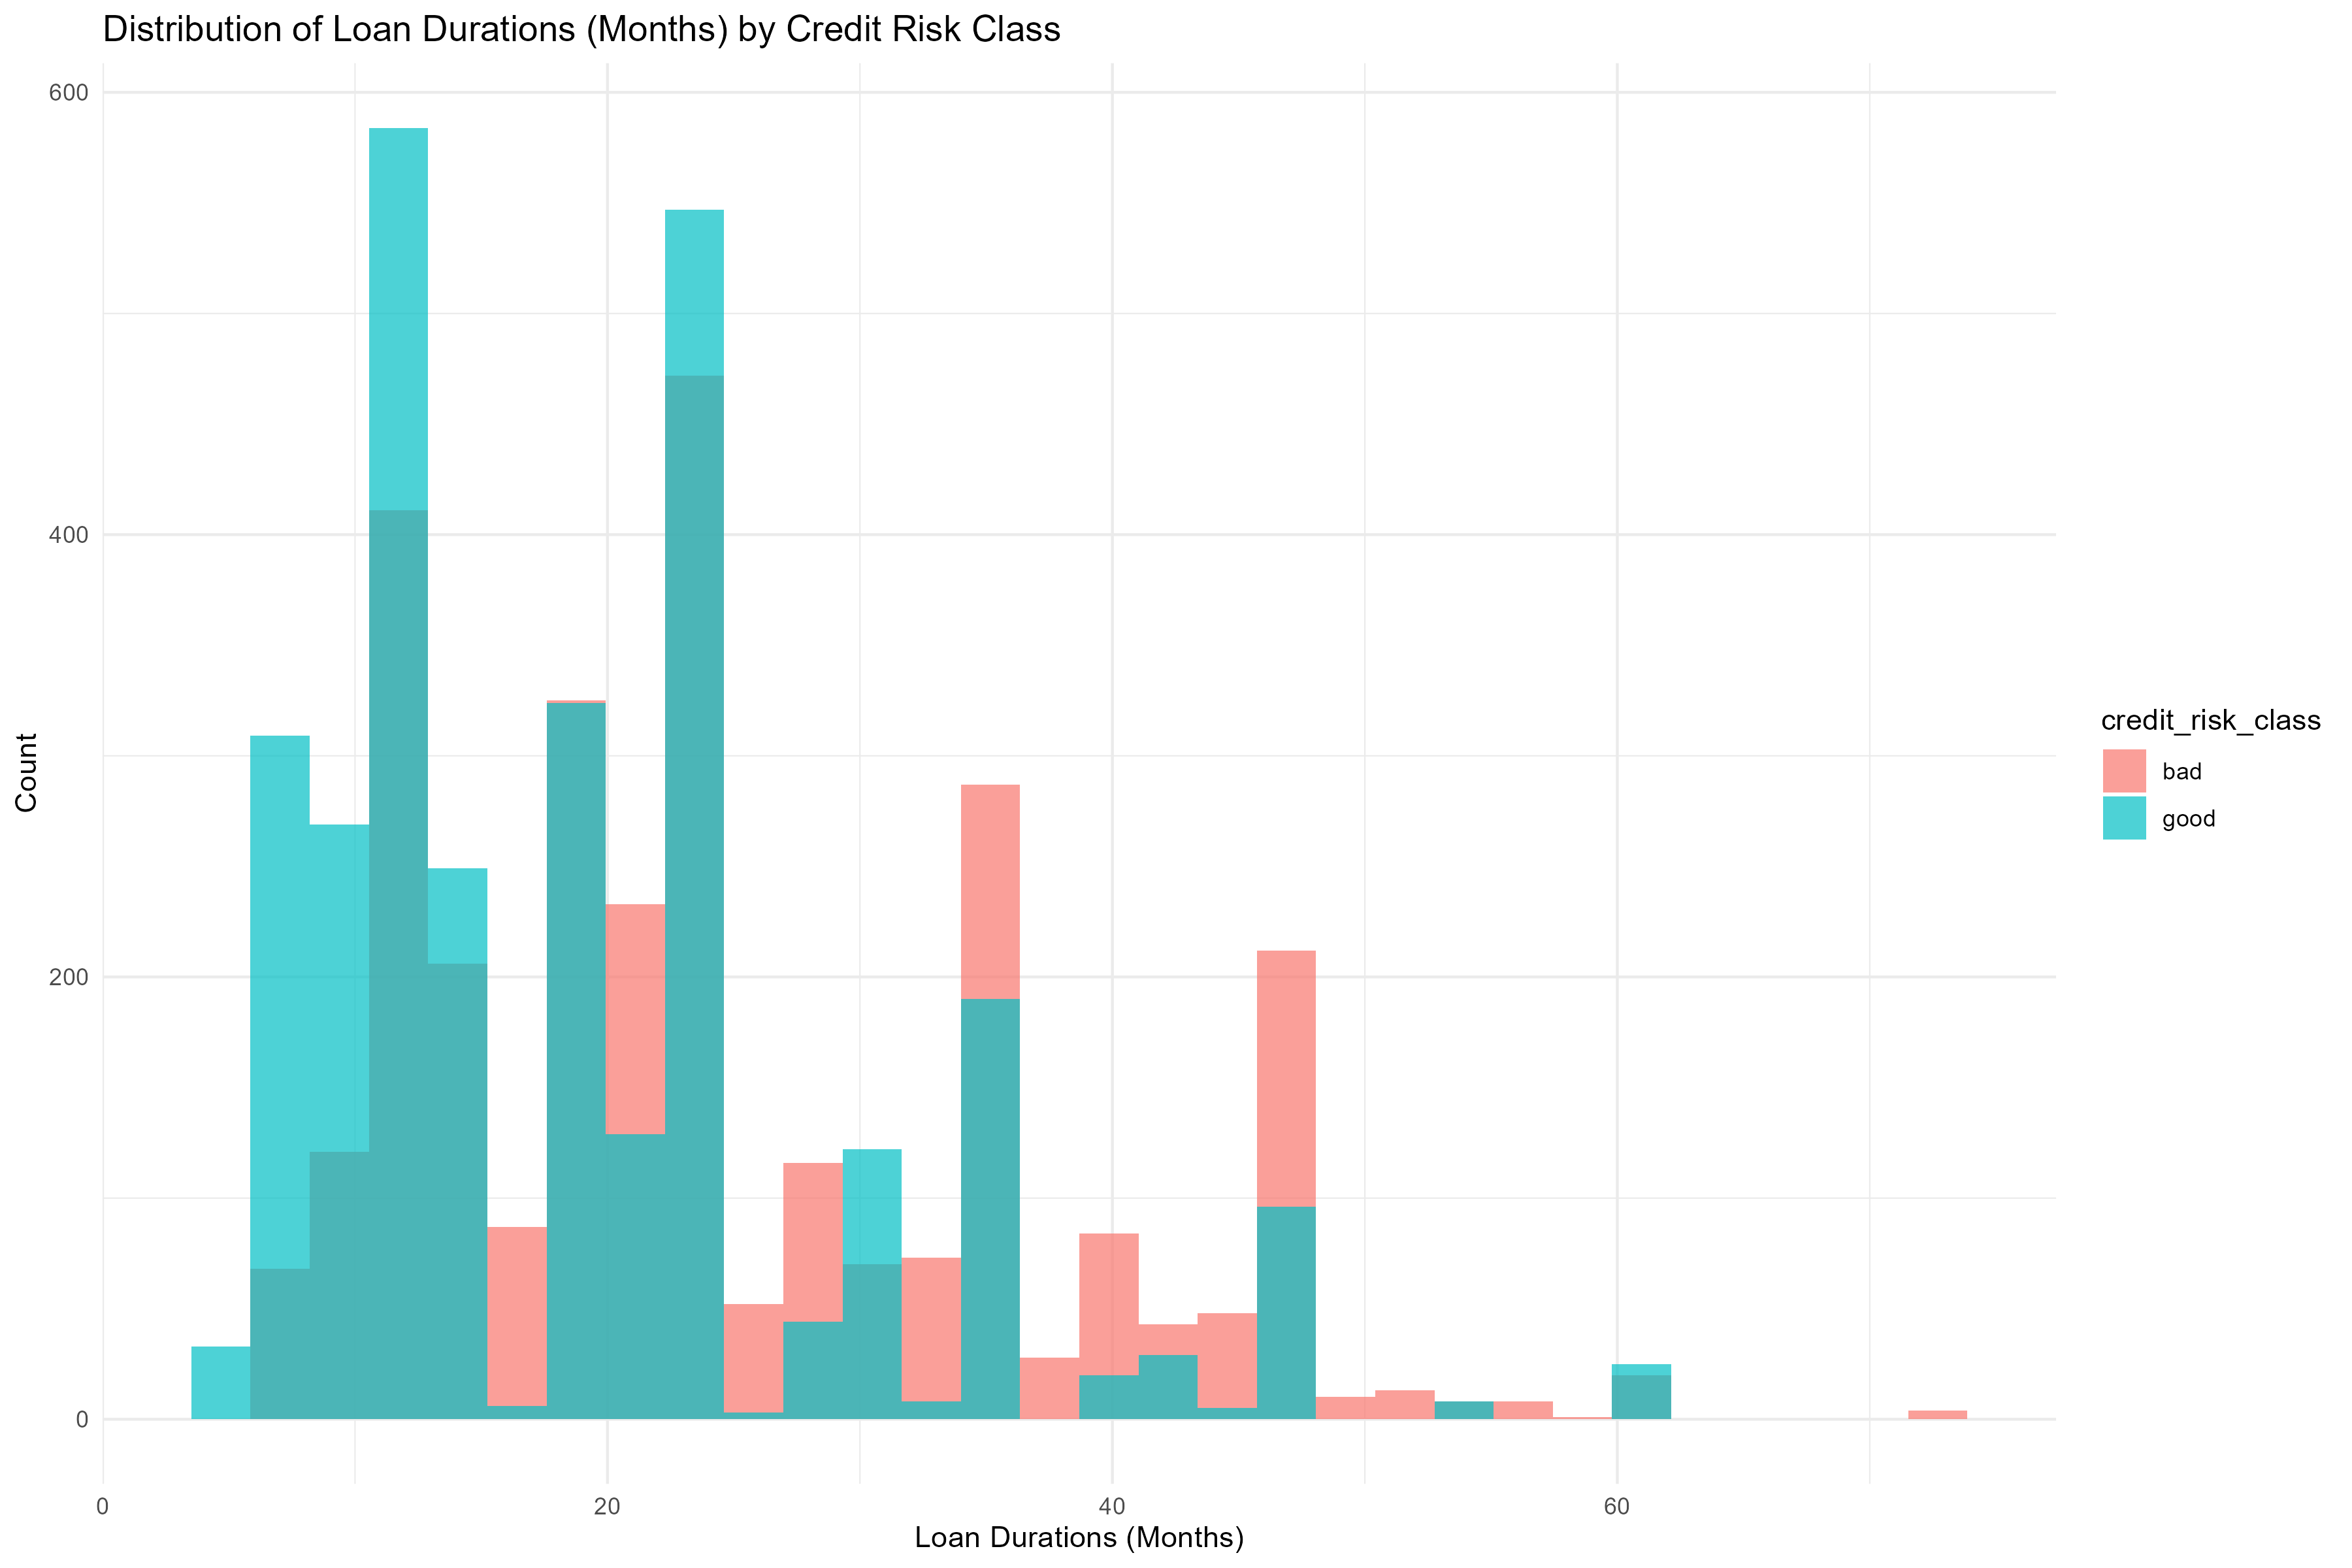 Distribution of Loan Durations (Months) by Credit Risk Class
600
400
200
0
Count
0
20
40
60
Loan Durations (Months)
credit_risk_class
bad
good